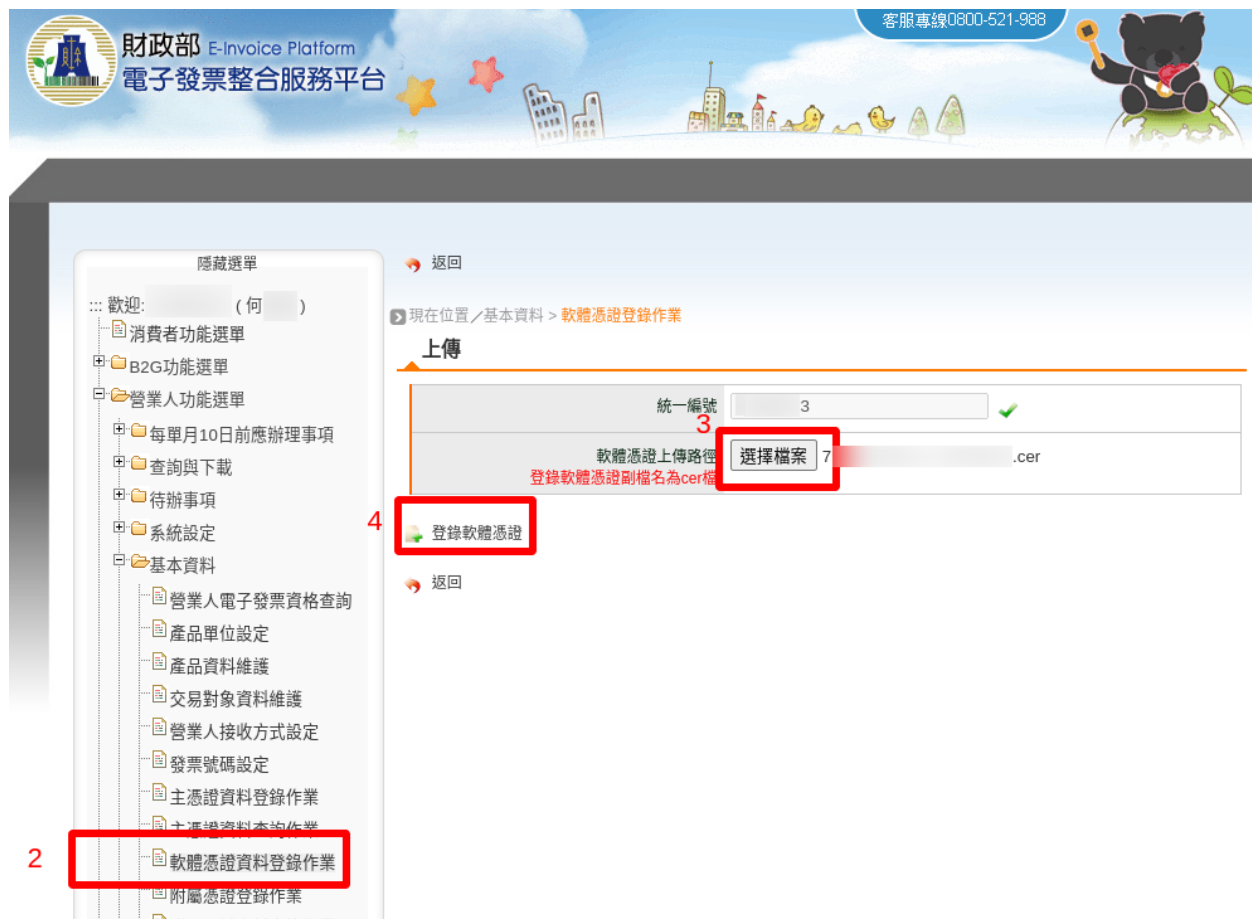 財政部 E-Invoice Platform
電子發票整合服務平台
客服專線0800-521-988
隱藏選單
::: 歡迎: ( 何 )
消費者功能選單
B2G功能選單
營業人功能選單
每單月10日前應辦理事項
查詢與下載
待辦事項
系統設定
基本資料
營業人電子發票資格查詢
產品單位設定
產品資料維護
交易對象資料維護
營業人接收方式設定
發票號碼設定
主憑證資料登錄作業
主憑證資料查詢作業
2
軟體憑證資料登錄作業
附屬憑證登錄作業
返回
現在位置／基本資料 > 軟體憑證登錄作業
上傳
統一編號 3
3
軟體憑證上傳路徑 選擇檔案 7 .cer
登錄軟體憑證副檔名為cer檔
4
登錄軟體憑證
返回